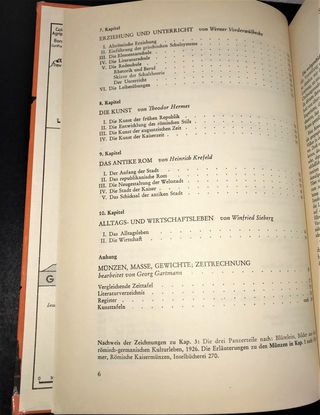 7. Kapitel
ERZIEHUNG UND UNTERRICHT von Werner Vorderwülbecke
I. Altrömische Erziehung
II. Einführung des griechischen Schulsystems
III. Die Elementarschule
IV. Die Literaturschule
V. Die Redeschule
Rhetorik und Beruf
Skizze der Schultheorie
Der Unterricht
VI. Die Leibesübungen
8. Kapitel
DIE KUNST von Theodor Hermes
I. Die Kunst der frühen Republik
II. Die Entwicklung des römischen Stils
III. Die Kunst der augusteischen Zeit
IV. Die Kunst der Kaiserzeit
9. Kapitel
DAS ANTIKE ROM von Heinrich Krefeld
I. Der Anfang der Stadt
II. Das republikanische Rom
III. Die Neugestaltung der Weltstadt
IV. Die Stadt der Kaiser
V. Das Schicksal der antiken Stadt
10. Kapitel
ALLTAGS- UND WIRTSCHAFTSLEBEN von Winfried Sieberg
I. Das Alltagsleben
II. Die Wirtschaft
Anhang
MÜNZEN, MASSE, GEWICHTE; ZEITRECHNUNG
bearbeitet von Georg Gartmann
Vergleichende Zeittafel
Literaturverzeichnis
Register
Kunsttafeln
Nachweis der Zeichnungen zu Kap. 3: Die drei Panzerteile nach: Blümlein, Bilder aus
römisch-germanischen Kulturleben, 1926. Die Erläuterungen zu den Münzen in Kap.
mer, Römische Kaisermünzen, Inselbücherei 270.
6